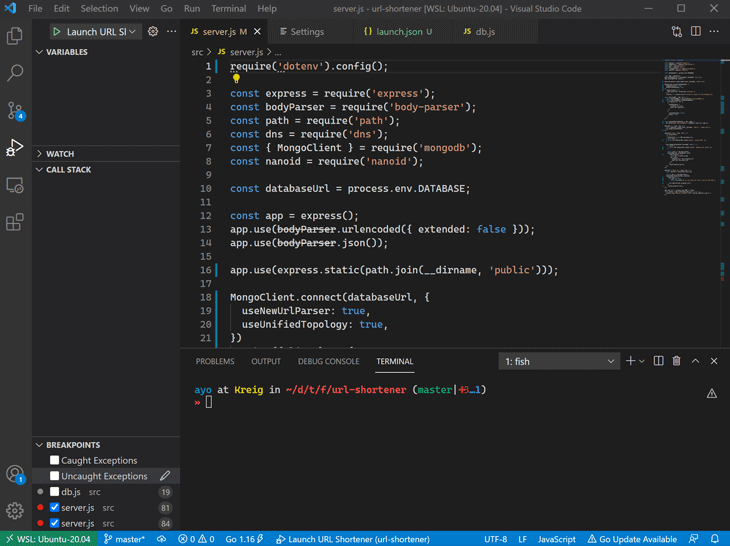 File Edit Selection View Go Run Terminal Help server.js - url-shortener [WSL: Ubuntu-20.04] - Visual Studio Code
Launch URL Sl
server.js M
Settings
launch.json U
db.js
src > server.js > ...
VARIABLES
WATCH
CALL STACK
4
1 require('dotenv').config();
2
3 const express = require('express');
4 const bodyParser = require('body-parser');
5 const path = require('path');
6 const dns = require('dns');
7 const { MongoClient } = require('mongodb');
8 const nanoid = require('nanoid');
9
10 const databaseUrl = process.env.DATABASE;
11
12 const app = express();
13 app.use(bodyParser.urlencoded({ extended: false }));
14 app.use(bodyParser.json());
15
16 app.use(express.static(path.join(__dirname, 'public')));
17
18 MongoClient.connect(databaseUrl, {
19 useNewUrlParser: true,
20 useUnifiedTopology: true,
21 })
PROBLEMS OUTPUT DEBUG CONSOLE TERMINAL 1: fish
ayo at Kreig in ~/d/t/f/url-shortener (master|✚3…1)
»
BREAKPOINTS
Caught Exceptions
Uncaught Exceptions
db.js src 19
server.js src 81
server.js src 84
1
WSL: Ubuntu-20.04 master* 0 0 Go 1.16 Launch URL Shortener (url-shortener) UTF-8 LF JavaScript Go Update Available